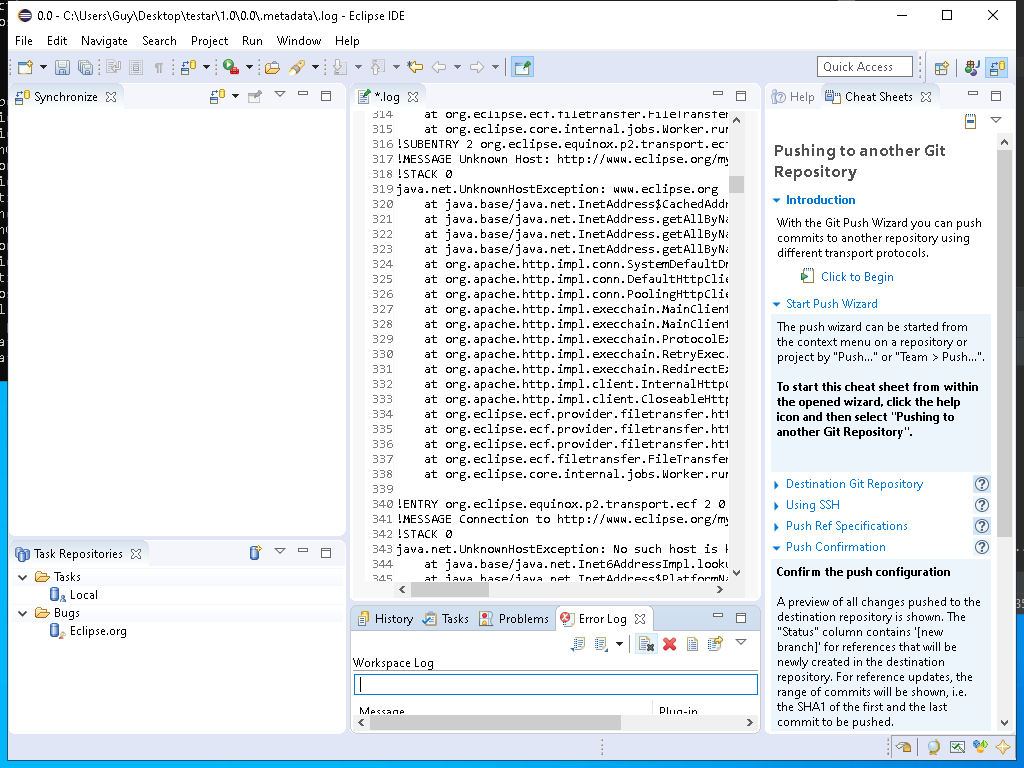 0.0 - C:\Users\Guy\Desktop\testar\1.0\0.0\.metadata\.log - Eclipse IDE
File Edit Navigate Search Project Run Window Help
Quick Access
Synchronize
*.log
314 at org.eclipse.ecf.filetransfer.FileTransfer
315 at org.eclipse.core.internal.jobs.Worker.run
316 !SUBENTRY 2 org.eclipse.equinox.p2.transport.ecf
317 !MESSAGE Unknown Host: http://www.eclipse.org/my
318 !STACK 0
319 java.net.UnknownHostException: www.eclipse.org
320 at java.base/java.net.InetAddress$CachedAddr
321 at java.base/java.net.InetAddress.getAllByNa
322 at java.base/java.net.InetAddress.getAllByNa
323 at java.base/java.net.InetAddress.getAllByNa
324 at org.apache.http.impl.conn.SystemDefaultDn
325 at org.apache.http.impl.conn.DefaultHttpClie
326 at org.apache.http.impl.conn.PoolingHttpClie
327 at org.apache.http.impl.execchain.MainClient
328 at org.apache.http.impl.execchain.MainClient
329 at org.apache.http.impl.execchain.ProtocolEx
330 at org.apache.http.impl.execchain.RetryExec.
331 at org.apache.http.impl.execchain.RedirectEx
332 at org.apache.http.impl.client.InternalHttpC
333 at org.apache.http.impl.client.CloseableHttp
334 at org.eclipse.ecf.provider.filetransfer.htt
335 at org.eclipse.ecf.provider.filetransfer.htt
336 at org.eclipse.ecf.provider.filetransfer.htt
337 at org.eclipse.ecf.filetransfer.FileTransfer
338 at org.eclipse.core.internal.jobs.Worker.run
339
340 !ENTRY org.eclipse.equinox.p2.transport.ecf 2 0
341 !MESSAGE Connection to http://www.eclipse.org/my
342 !STACK 0
343 java.net.UnknownHostException: No such host is k
344 at java.base/java.net.Inet6AddressImpl.looku
345 at java.base/java.net.InetAddress$PlatformNa
Help
Cheat Sheets
Pushing to another Git
Repository
Introduction
With the Git Push Wizard you can push
commits to another repository using
different transport protocols.
Click to Begin
Start Push Wizard
The push wizard can be started from
the context menu on a repository or
project by "Push..." or "Team > Push...".
To start this cheat sheet from within
the opened wizard, click the help
icon and then select "Pushing to
another Git Repository".
Destination Git Repository
Using SSH
Push Ref Specifications
Push Confirmation
Confirm the push configuration
A preview of all changes pushed to the
destination repository is shown. The
"Status" column contains '[new
branch]' for references that will be
newly created in the destination
repository. For reference updates, the
range of commits will be shown, i.e.
the SHA1 of the first and the last
commit to be pushed.
Task Repositories
Tasks
Local
Bugs
Eclipse.org
History Tasks Problems Error Log
Workspace Log
Message Plug-in